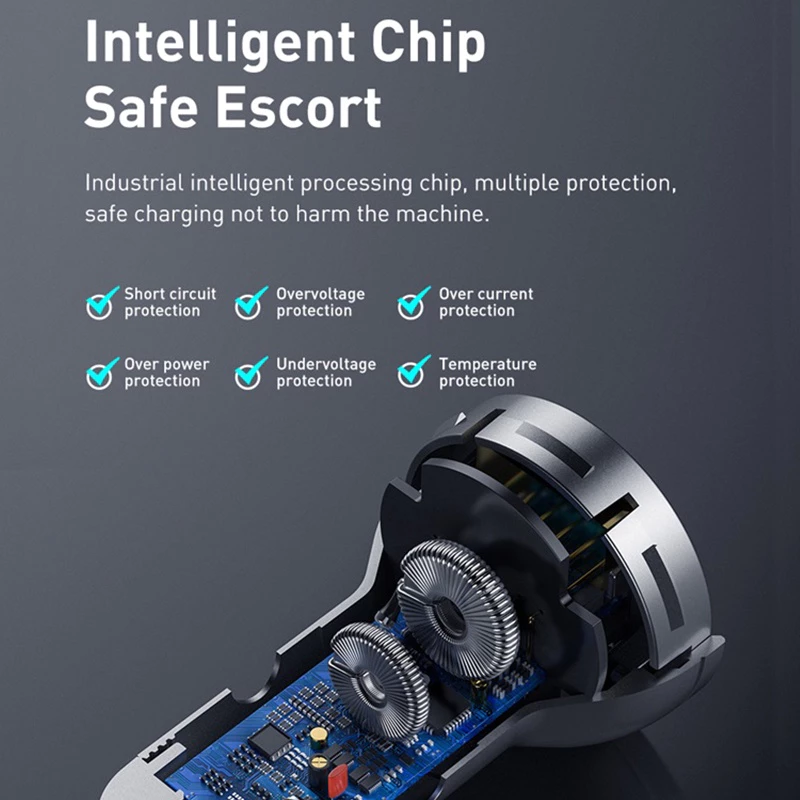 Intelligent Chip
Safe Escort
Industrial intelligent processing chip, multiple protection,
safe charging not to harm the machine.
Short circuit
protection
Overvoltage
protection
Over current
protection
Over power
protection
Undervoltage
protection
Temperature
protection